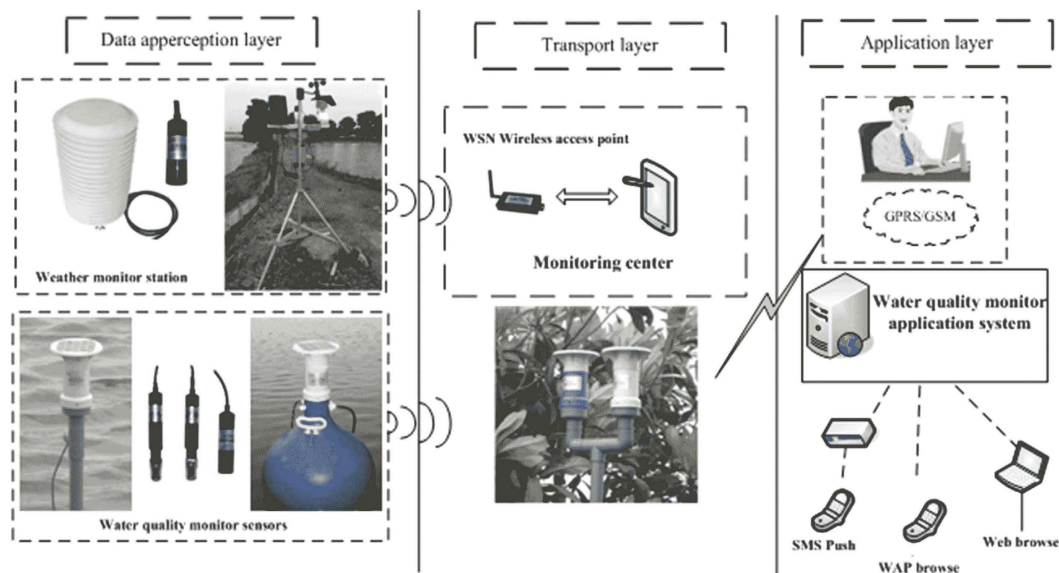 Data apperception layer
Weather monitor station
Water quality monitor sensors
Transport layer
WSN Wireless access point
Monitoring center
Application layer
GPRS/GSM
Water quality monitor
application system
SMS Push
WAP browse
Web browse